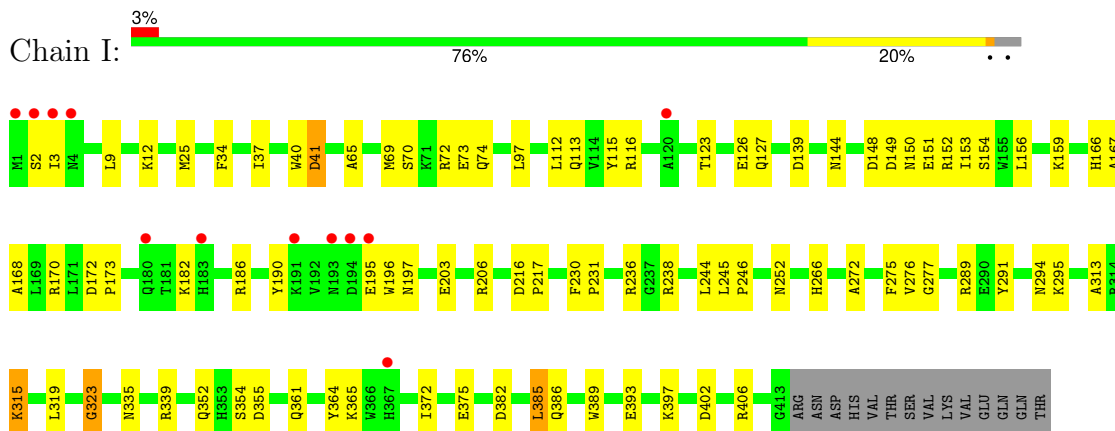 3%
Chain I:
76% 20% • •
M1 S2 I3 N4 L9 K12 M25 F34 I37 W40 D41 A65 M69 S70 K71 R72 E73 Q74 L97 L112 Q113 V114 Y115 R116 A120 T123 E126 Q127 D139 N144 D148 D149 N150 E151 R152 I153 S154 W155 L156 K159 H166 A167
A168 L169 R170 L171 D172 P173 Q180 T181 K182 H183 R186 Y190 K191 V192 N193 D194 E195 W196 N197 E203 R206 D216 P217 F230 P231 R236 G237 R238 L244 L245 P246 N252 H266 A272 F275 V276 G277 R289 E290 Y291 N294 K295 A313 R314
K315 L319 G323 N335 R339 Q352 H353 S354 D355 Q361 Y364 K365 W366 H367 I372 E375 D382 L385 Q386 W389 E393 K397 D402 R406 G413 ARG ASN ASP HIS VAL THR SER VAL LYS VAL GLU GLN GLN THR